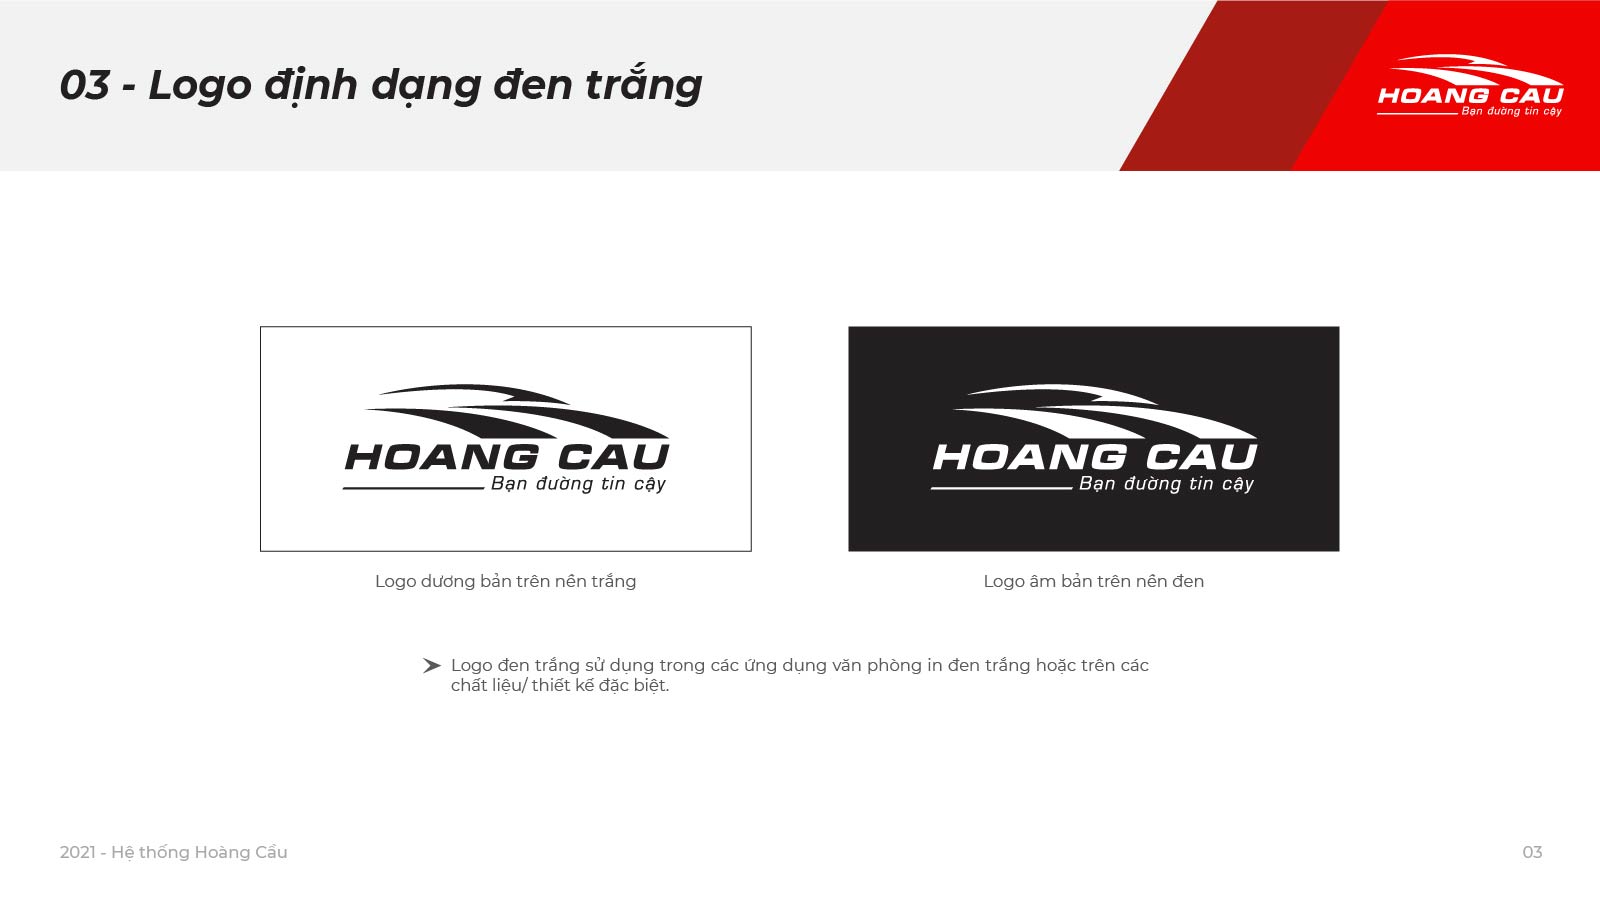 03 - Logo định dạng đen trắng
HOANG CAU
Bạn đường tin cậy
HOANG CAU
Bạn đường tin cậy
HOANG CAU
Bạn đường tin cậy
Logo dương bản trên nền trắng
Logo âm bản trên nền đen
Logo đen trắng sử dụng trong các ứng dụng văn phòng in đen trắng hoặc trên các
chất liệu/ thiết kế đặc biệt.
2021 - Hệ thống Hoàng Cầu
03